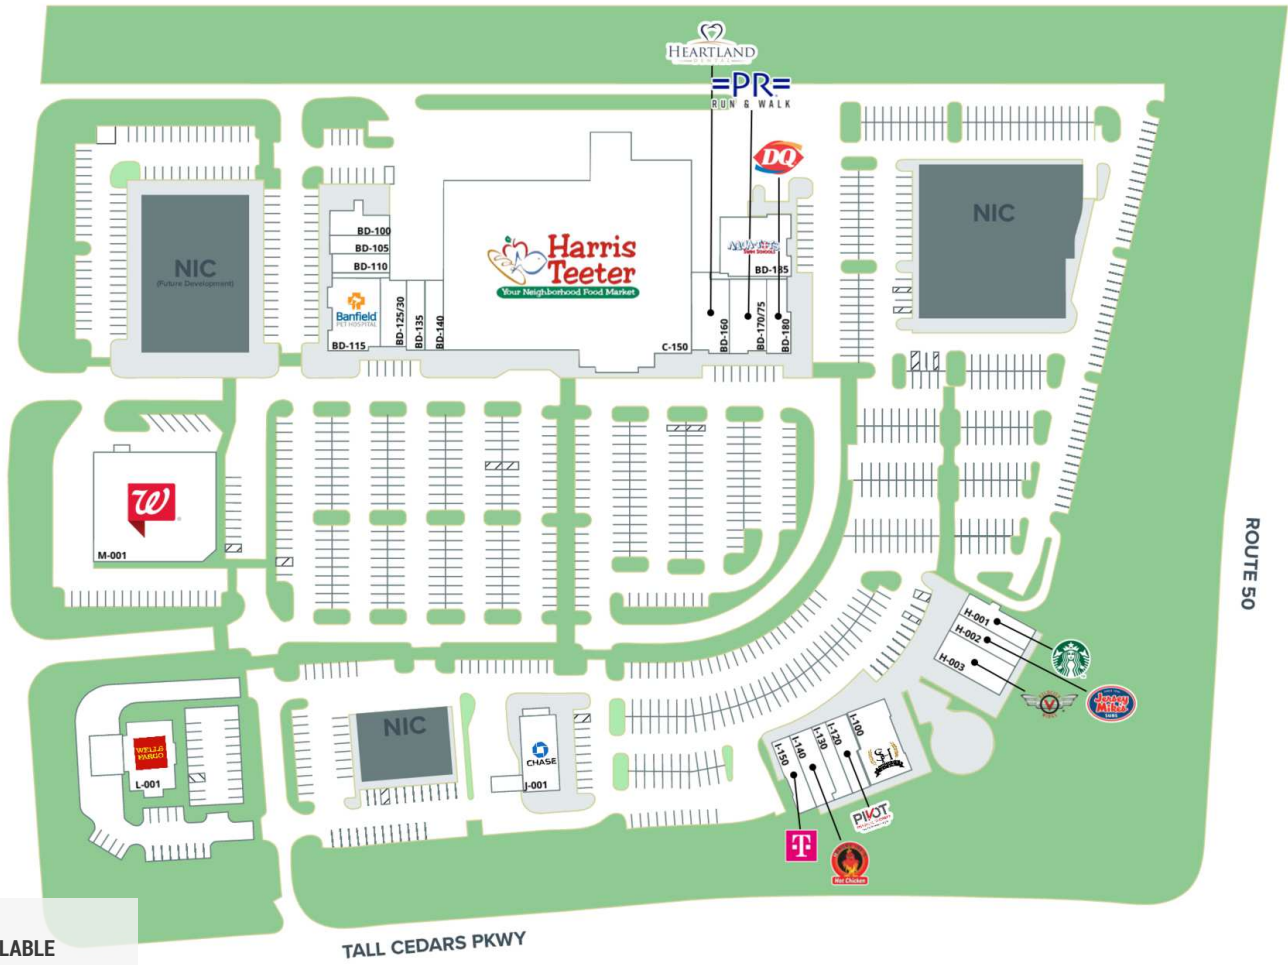 HEARTLAND
DENTAL
=PR=
RUN & WALK
DQ
NIC
NIC
(Future Development)
BD-100
BD-105
BD-110
Banfield
PET HOSPITAL
BD-115
BD-125/30
BD-135
BD-140
Harris
Teeter
Your Neighborhood Food Market
C-150
BD-160
BD-170/75
BD-180
BD-185
W
M-001
ROUTE 50
H-001
H-002
H-003
V
Jersey
Mike's
SUBS
WELLS
FARGO
L-001
NIC
CHASE
J-001
I-100
I-120
I-130
I-140
I-150
PIVOT
T
Hot Chicken
TALL CEDARS PKWY
LABLE